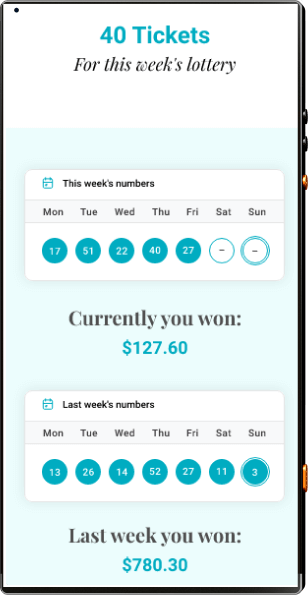 40 Tickets
For this week's lottery
This week's numbers
Mon Tue Wed Thu Fri Sat Sun
17 51 22 40 27 – –
Currently you won:
$127.60
Last week's numbers
Mon Tue Wed Thu Fri Sat Sun
13 26 14 52 27 11 3
Last week you won:
$780.30